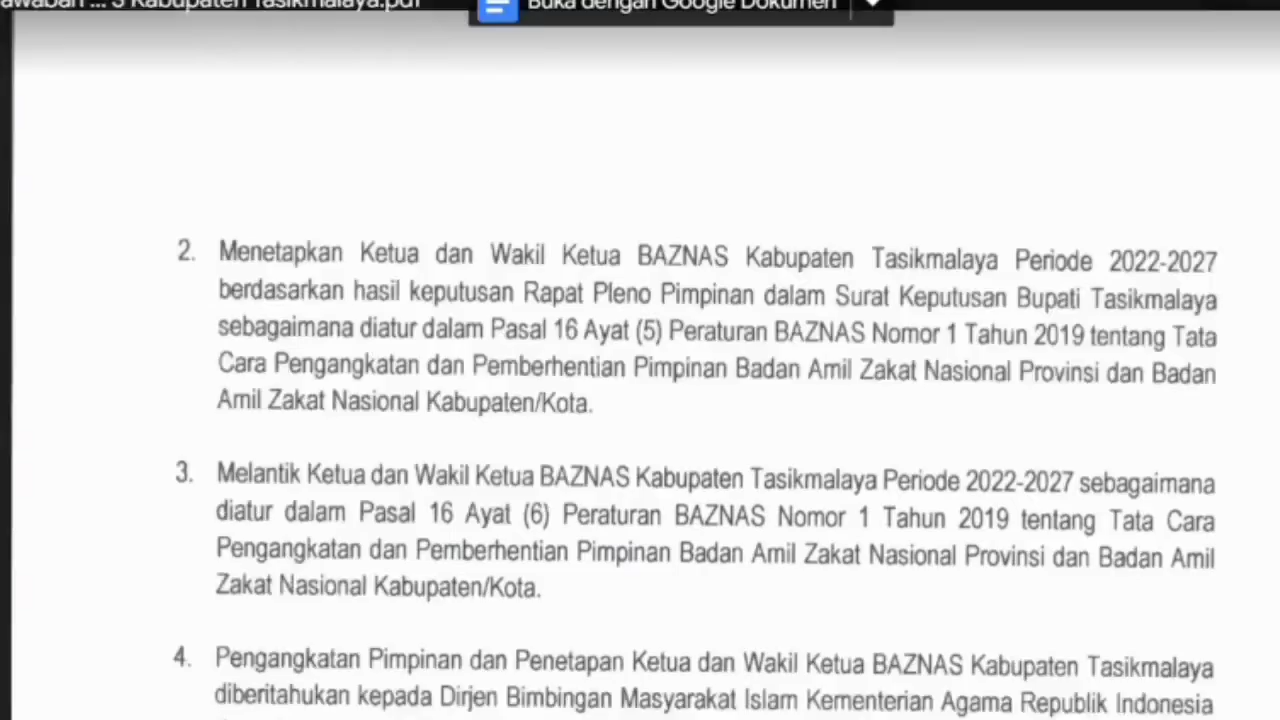 3 Kabupaten Tasikmalaya.pdf
Buka dengan Google Dokumen
2. Menetapkan Ketua dan Wakil Ketua BAZNAS Kabupaten Tasikmalaya Periode 2022-2027
berdasarkan hasil keputusan Rapat Pleno Pimpinan dalam Surat Keputusan Bupati Tasikmalaya
sebagaimana diatur dalam Pasal 16 Ayat (5) Peraturan BAZNAS Nomor 1 Tahun 2019 tentang Tata
Cara Pengangkatan dan Pemberhentian Pimpinan Badan Amil Zakat Nasional Provinsi dan Badan
Amil Zakat Nasional Kabupaten/Kota.
3. Melantik Ketua dan Wakil Ketua BAZNAS Kabupaten Tasikmalaya Periode 2022-2027 sebagaimana
diatur dalam Pasal 16 Ayat (6) Peraturan BAZNAS Nomor 1 Tahun 2019 tentang Tata Cara
Pengangkatan dan Pemberhentian Pimpinan Badan Amil Zakat Nasional Provinsi dan Badan Amil
Zakat Nasional Kabupaten/Kota.
4. Pengangkatan Pimpinan dan Penetapan Ketua dan Wakil Ketua BAZNAS Kabupaten Tasikmalaya
diberitahukan kepada Dirjen Bimbingan Masyarakat Islam Kementerian Agama Republik Indonesia